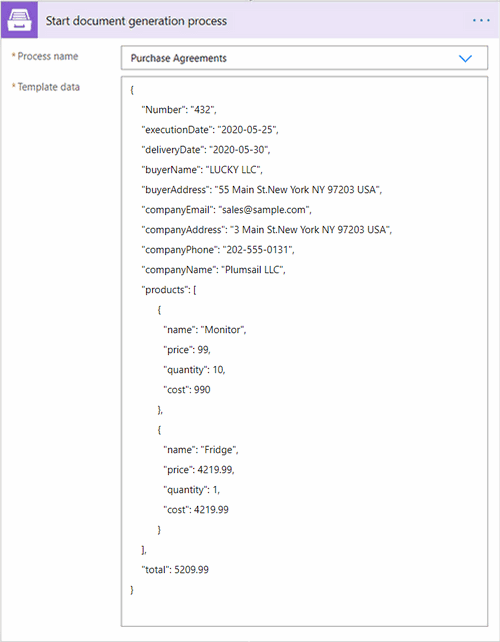 Start document generation process
* Process name
Purchase Agreements
* Template data
{
"Number": "432",
"executionDate": "2020-05-25",
"deliveryDate": "2020-05-30",
"buyerName": "LUCKY LLC",
"buyerAddress": "55 Main St.New York NY 97203 USA",
"companyEmail": "sales@sample.com",
"companyAddress": "3 Main St.New York NY 97203 USA",
"companyPhone": "202-555-0131",
"companyName": "Plumsail LLC",
"products": [
{
"name": "Monitor",
"price": 99,
"quantity": 10,
"cost": 990
},
{
"name": "Fridge",
"price": 4219.99,
"quantity": 1,
"cost": 4219.99
}
],
"total": 5209.99
}